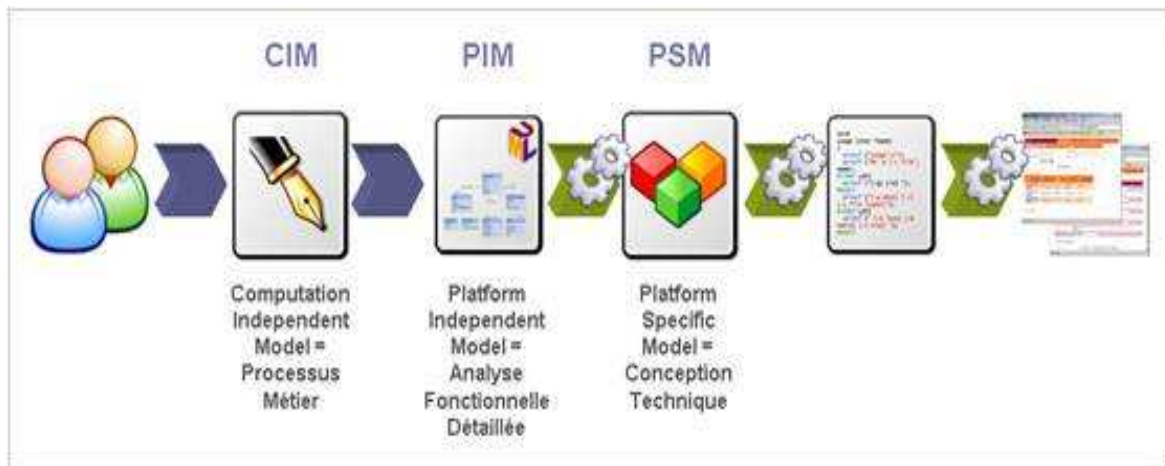 CIM
PIM
PSM
UML
Computation
Independent
Model =
Processus
Métier
Platform
Independent
Model =
Analyse
Fonctionnelle
Détaillée
Platform
Specific
Model =
Conception
Technique